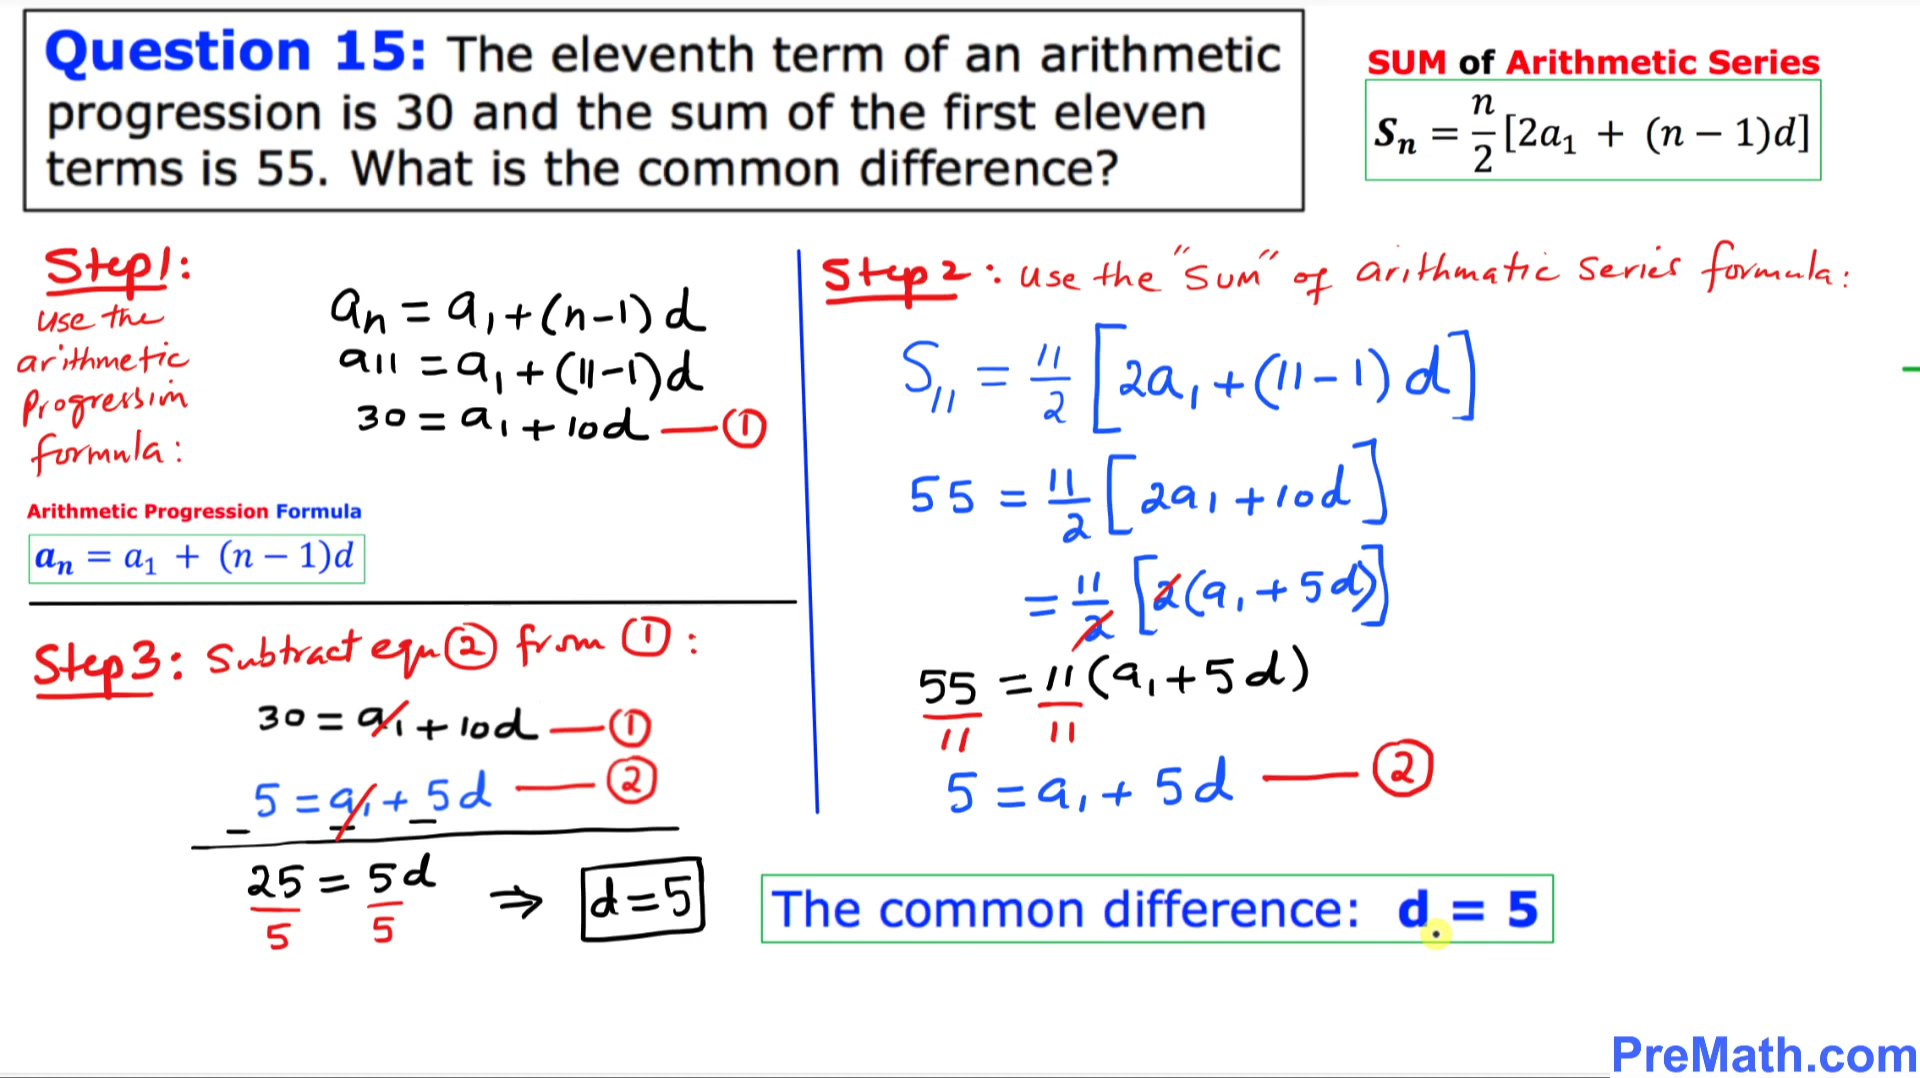 Question 15: The eleventh term of an arithmetic
progression is 30 and the sum of the first eleven
terms is 55. What is the common difference?
SUM of Arithmetic Series
Sₙ = n/2 [2a₁ + (n − 1)d]
Step1:
use the
arithmetic
Progression
formula:
aₙ = a₁ + (n−1) d
a11 = a₁ + (11−1)d
30 = a₁ + 10d —①
Arithmetic Progression Formula
aₙ = a₁ + (n − 1)d
Step 2: use the "sum" of arithmatic series formula:
S₁₁ = 11/2 [2a₁ + (11−1) d]
55 = 11/2 [2a₁ + 10d]
= 11/2 [2(a₁ + 5d)]
55/11 = 11/11 (a₁ + 5d)
5 = a₁ + 5d —②
Step3: Subtract eqn ② from ①:
30 = a₁ + 10d —①
5 = a₁ + 5d —②
− − −
25/5 = 5d/5 ⇒ d=5
The common difference: d = 5
PreMath.com